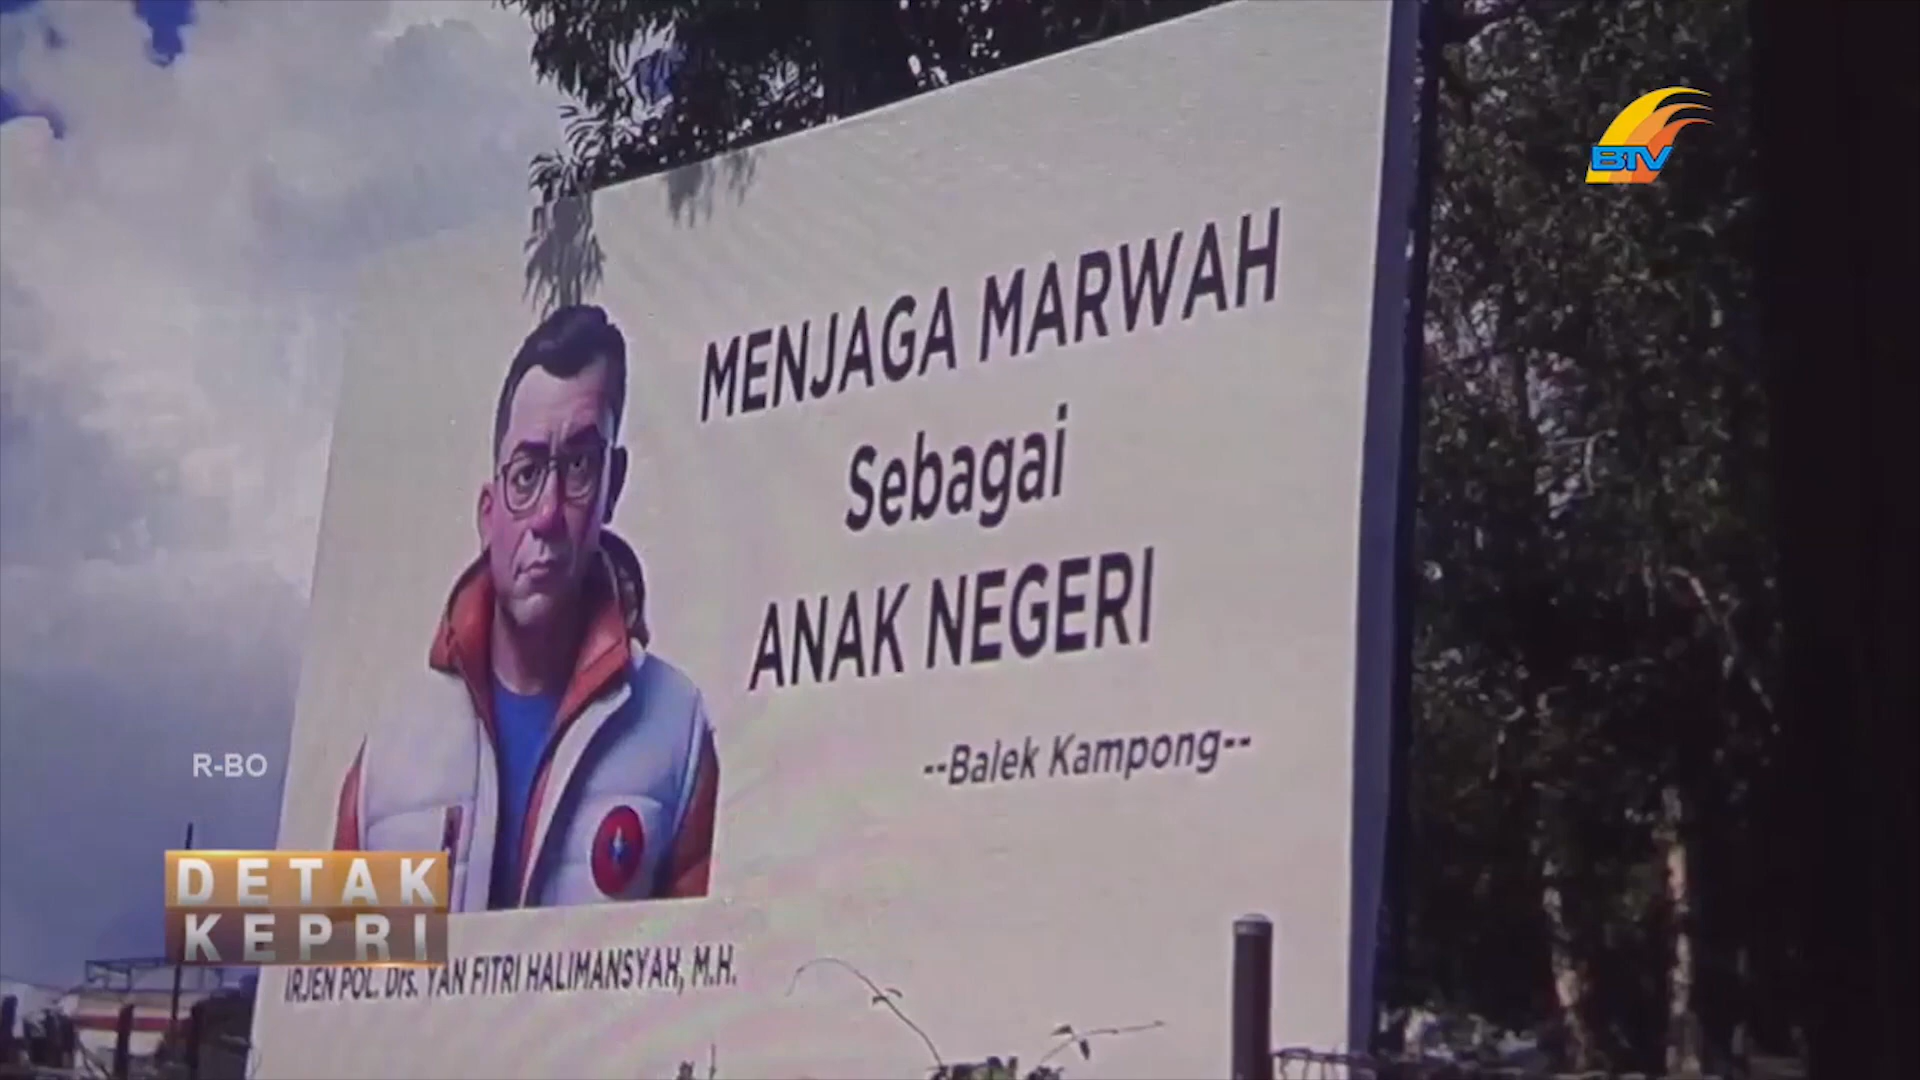 BTV
MENJAGA MARWAH
Sebagai
ANAK NEGERI
--Balek Kampong--
R-BO
DETAK
KEPRI
IRJEN POL. Drs. YAN FITRI HALIMANSYAH, M.H.